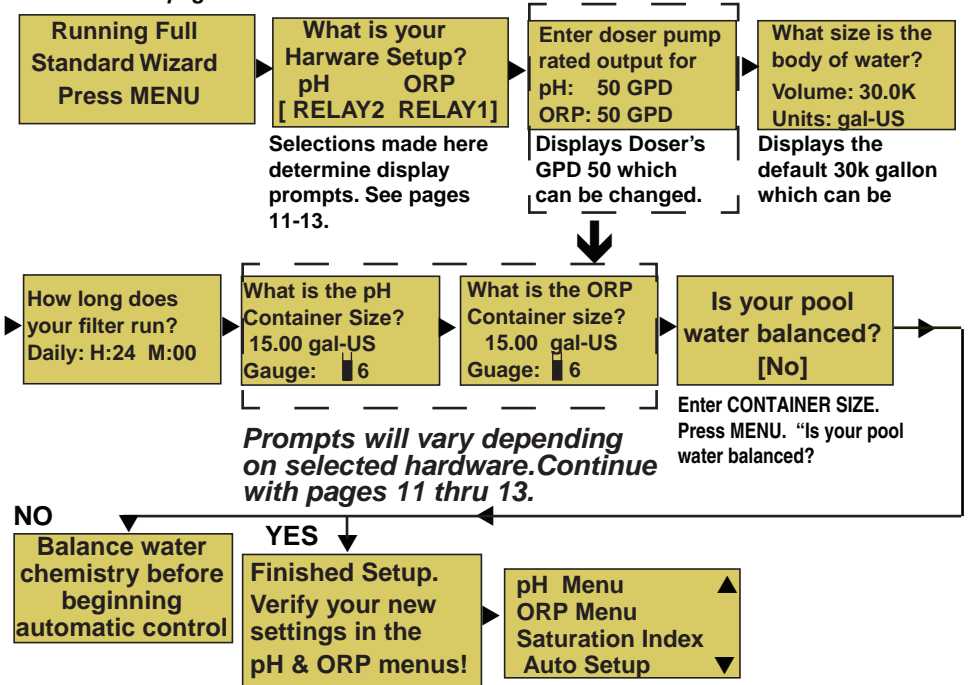 Running Full
Standard Wizard
Press MENU
What is your
Harware Setup?
pH ORP
[ RELAY2 RELAY1]
Selections made here
determine display
prompts. See pages
11-13.
Enter doser pump
rated output for
pH: 50 GPD
ORP: 50 GPD
Displays Doser's
GPD 50 which
can be changed.
What size is the
body of water?
Volume: 30.0K
Units: gal-US
Displays the
default 30k gallon
which can be
How long does
your filter run?
Daily: H:24 M:00
What is the pH
Container Size?
15.00 gal-US
Gauge: 6
What is the ORP
Container size?
15.00 gal-US
Guage: 6
Is your pool
water balanced?
[No]
Enter CONTAINER SIZE.
Press MENU. “Is your pool
water balanced?
Prompts will vary depending
on selected hardware.Continue
with pages 11 thru 13.
NO
Balance water
chemistry before
beginning
automatic control
YES
Finished Setup.
Verify your new
settings in the
pH & ORP menus!
pH Menu
ORP Menu
Saturation Index
Auto Setup